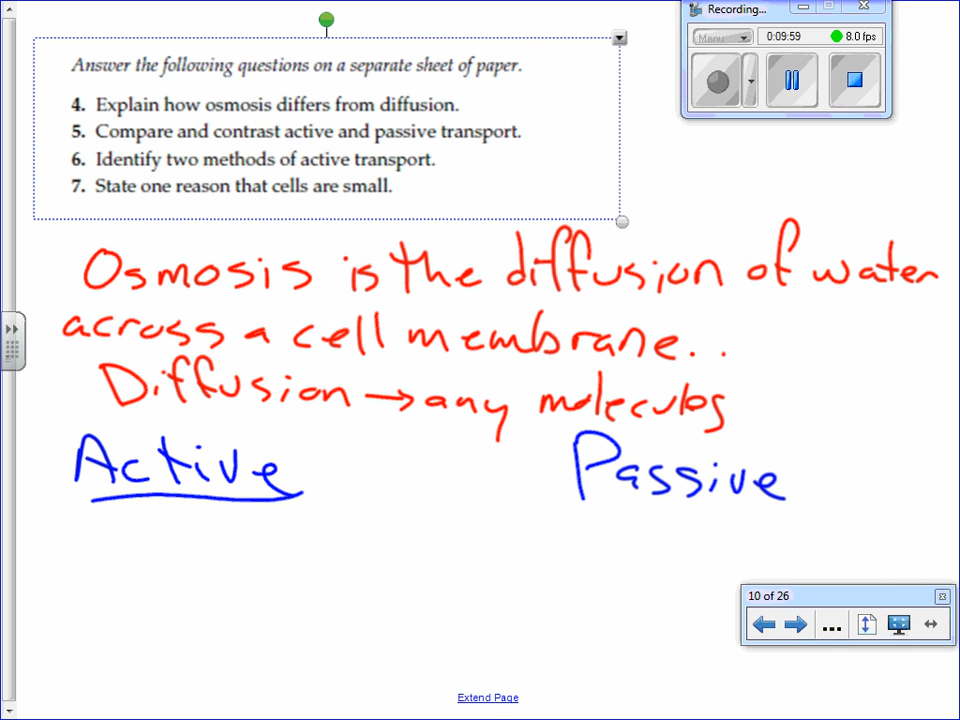 Recording...
Menu
0:09:59
8.0 fps
Answer the following questions on a separate sheet of paper.
4. Explain how osmosis differs from diffusion.
5. Compare and contrast active and passive transport.
6. Identify two methods of active transport.
7. State one reason that cells are small.
Osmosis is the diffusion of water
across a cell membrane..
Diffusion → any molecules
Active Passive
10 of 26
Extend Page